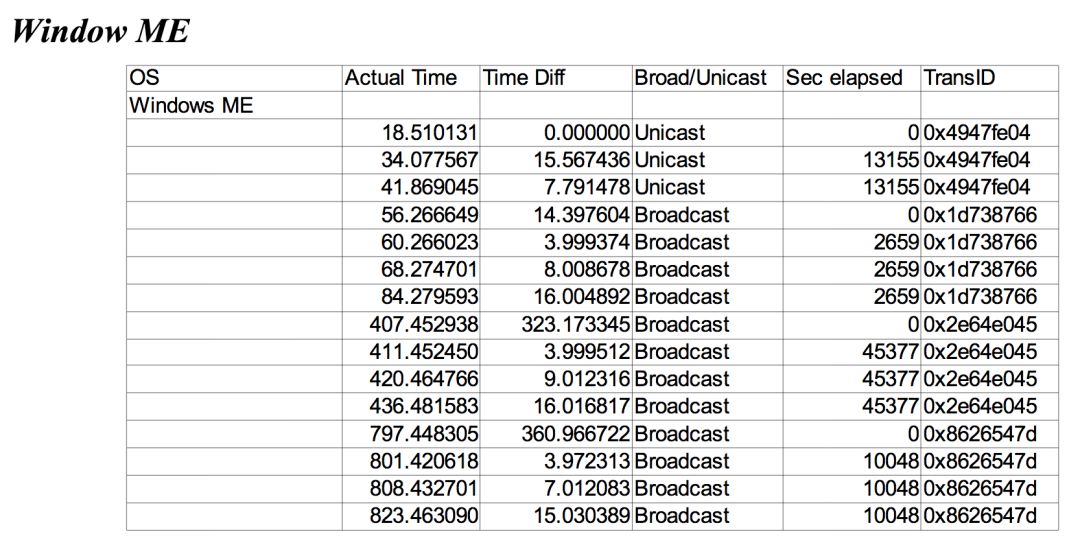 Window ME
OS Actual Time Time Diff Broad/Unicast Sec elapsed TransID
Windows ME
18.510131 0.000000 Unicast 0 0x4947fe04
34.077567 15.567436 Unicast 13155 0x4947fe04
41.869045 7.791478 Unicast 13155 0x4947fe04
56.266649 14.397604 Broadcast 0 0x1d738766
60.266023 3.999374 Broadcast 2659 0x1d738766
68.274701 8.008678 Broadcast 2659 0x1d738766
84.279593 16.004892 Broadcast 2659 0x1d738766
407.452938 323.173345 Broadcast 0 0x2e64e045
411.452450 3.999512 Broadcast 45377 0x2e64e045
420.464766 9.012316 Broadcast 45377 0x2e64e045
436.481583 16.016817 Broadcast 45377 0x2e64e045
797.448305 360.966722 Broadcast 0 0x8626547d
801.420618 3.972313 Broadcast 10048 0x8626547d
808.432701 7.012083 Broadcast 10048 0x8626547d
823.463090 15.030389 Broadcast 10048 0x8626547d